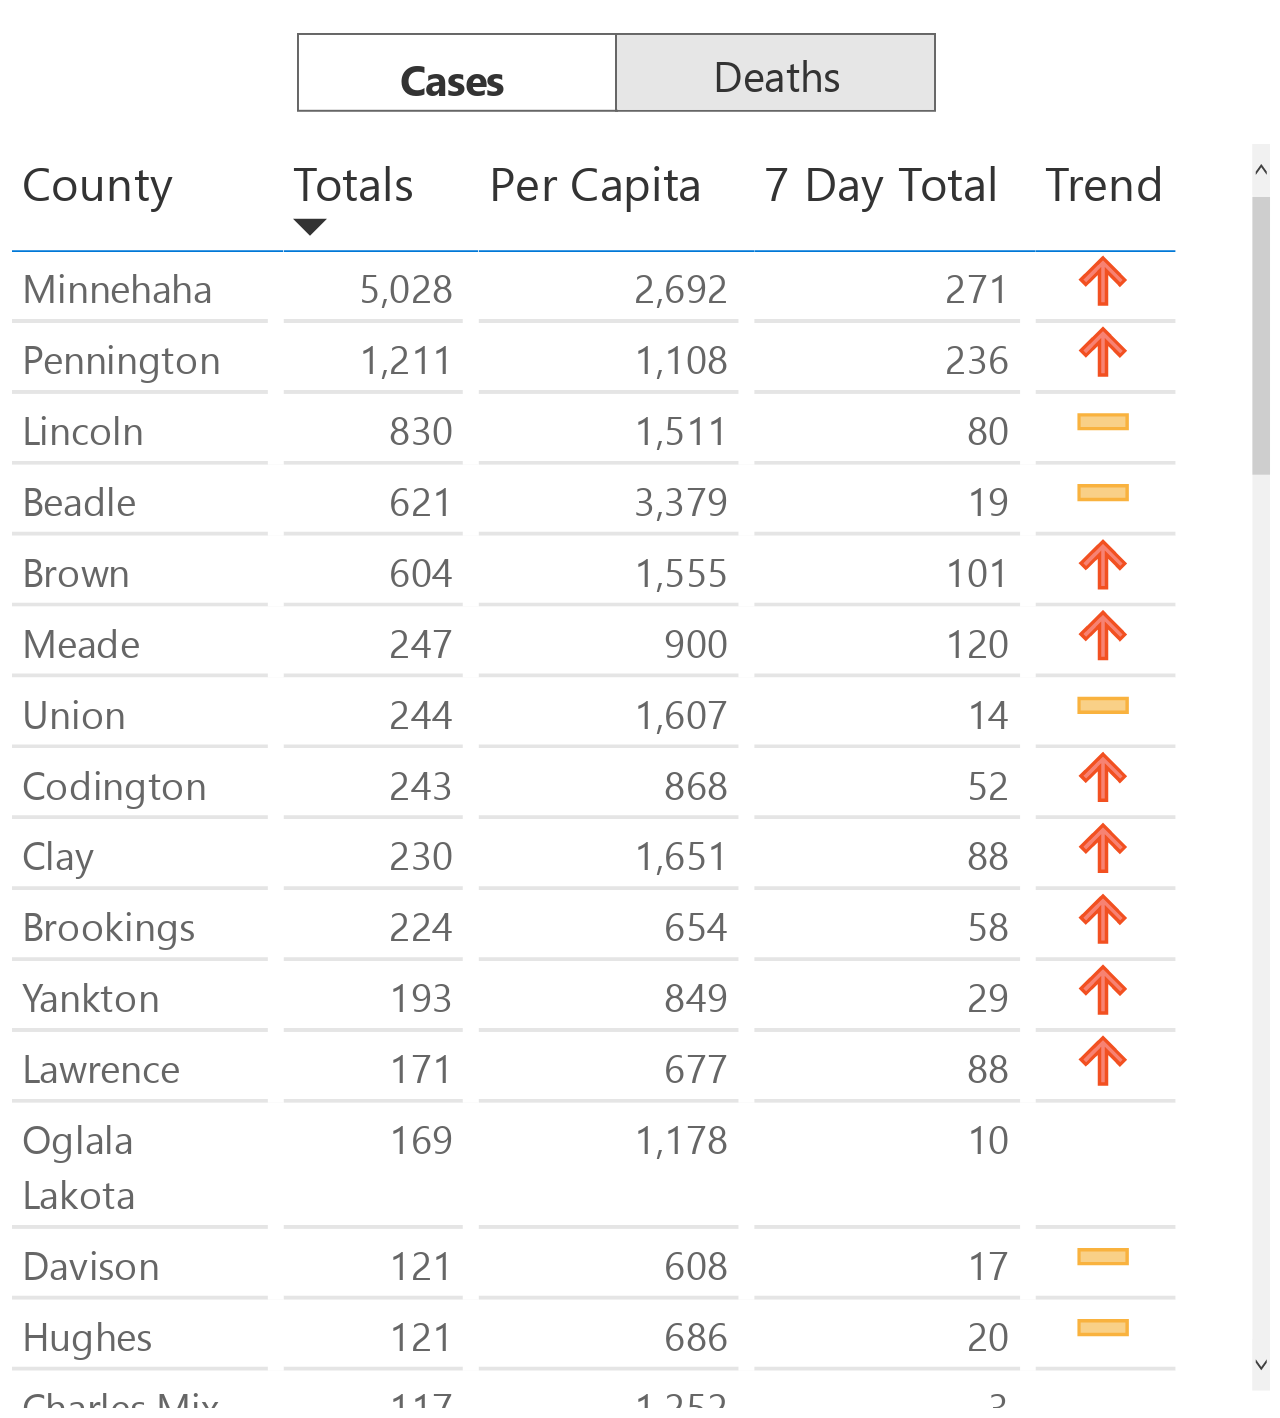 Cases Deaths
County Totals Per Capita 7 Day Total Trend
Minnehaha 5,028 2,692 271
Pennington 1,211 1,108 236
Lincoln 830 1,511 80
Beadle 621 3,379 19
Brown 604 1,555 101
Meade 247 900 120
Union 244 1,607 14
Codington 243 868 52
Clay 230 1,651 88
Brookings 224 654 58
Yankton 193 849 29
Lawrence 171 677 88
Oglala 169 1,178 10
Lakota
Davison 121 608 17
Hughes 121 686 20
Charles Mix 117 1,252 3